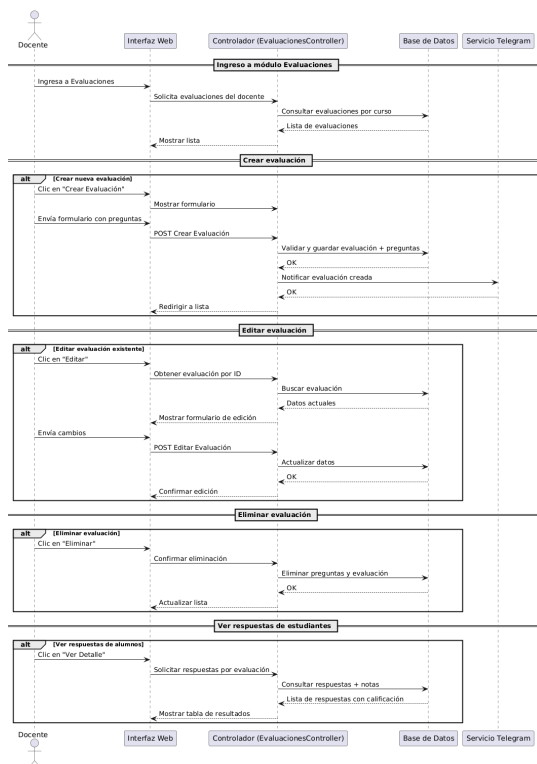 Docente
Interfaz Web
Controlador (EvaluacionesController)
Base de Datos
Servicio Telegram
Ingreso a módulo Evaluaciones
Ingresa a Evaluaciones
Solicita evaluaciones del docente
Consultar evaluaciones por curso
Lista de evaluaciones
Mostrar lista
Crear evaluación
alt [Crear nueva evaluación]
Clic en "Crear Evaluación"
Mostrar formulario
Envía formulario con preguntas
POST Crear Evaluación
Validar y guardar evaluación + preguntas
OK
Notificar evaluación creada
OK
Redirigir a lista
Editar evaluación
alt [Editar evaluación existente]
Clic en "Editar"
Obtener evaluación por ID
Buscar evaluación
Datos actuales
Mostrar formulario de edición
Envía cambios
POST Editar Evaluación
Actualizar datos
OK
Confirmar edición
Eliminar evaluación
alt [Eliminar evaluación]
Clic en "Eliminar"
Confirmar eliminación
Eliminar preguntas y evaluación
OK
Actualizar lista
Ver respuestas de estudiantes
alt [Ver respuestas de alumnos]
Clic en "Ver Detalle"
Solicitar respuestas por evaluación
Consultar respuestas + notas
Lista de respuestas con calificación
Mostrar tabla de resultados
Docente
Interfaz Web
Controlador (EvaluacionesController)
Base de Datos
Servicio Telegram